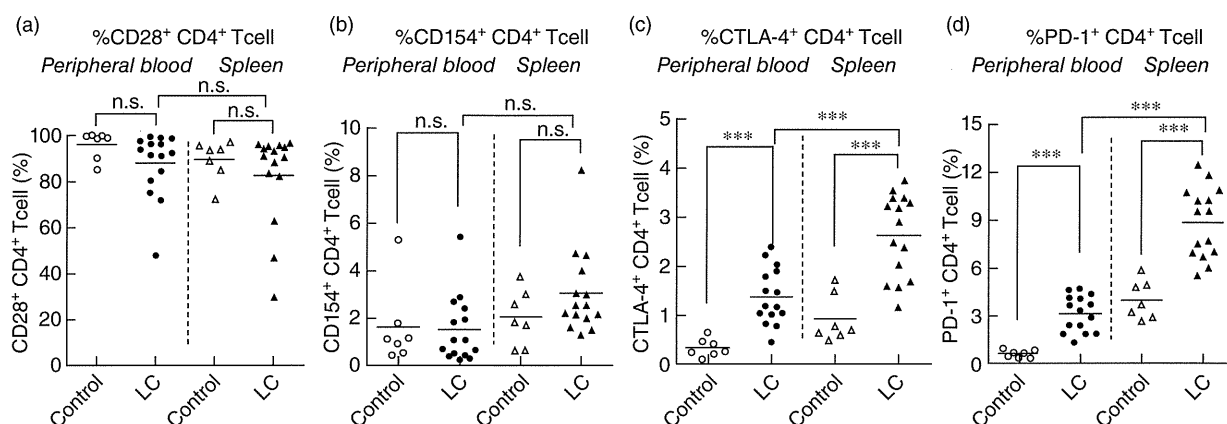 (a)
%CD28⁺ CD4⁺ Tcell
Peripheral blood Spleen
n.s.
n.s.
n.s.
CD28⁺ CD4⁺ Tcell (%)
100
80
60
40
20
0
Control
LC
Control
LC
(b)
%CD154⁺ CD4⁺ Tcell
Peripheral blood Spleen
n.s.
n.s.
n.s.
CD154⁺ CD4⁺ Tcell (%)
10
8
6
4
2
0
Control
LC
Control
LC
(c)
%CTLA-4⁺ CD4⁺ Tcell
Peripheral blood Spleen
***
***
***
CTLA-4⁺ CD4⁺ Tcell (%)
5
4
3
2
1
0
Control
LC
Control
LC
(d)
%PD-1⁺ CD4⁺ Tcell
Peripheral blood Spleen
***
***
***
PD-1⁺ CD4⁺ Tcell (%)
15
12
9
6
3
0
Control
LC
Control
LC